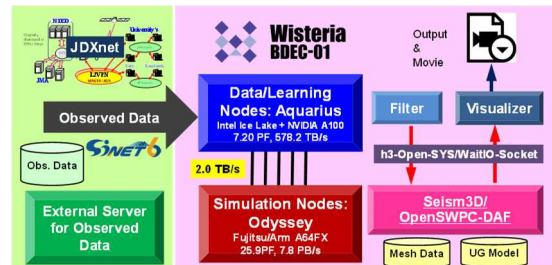 NIED
JDXnet
University's
JMA
Observed Data
SINET6
Obs. Data
External Server
for Observed
Data
Wisteria
BDEC-01
Data/Learning
Nodes: Aquarius
Intel Ice Lake + NVIDIA A100
7.20 PF, 578.2 TB/s
2.0 TB/s
Simulation Nodes:
Odyssey
Fujitsu/Arm A64FX
25.9PF, 7.8 PB/s
Output
&
Movie
Filter
Visualizer
h3-Open-SYS/WaitIO-Socket
Seism3D/
OpenSWPC-DAF
Mesh Data
UG Model